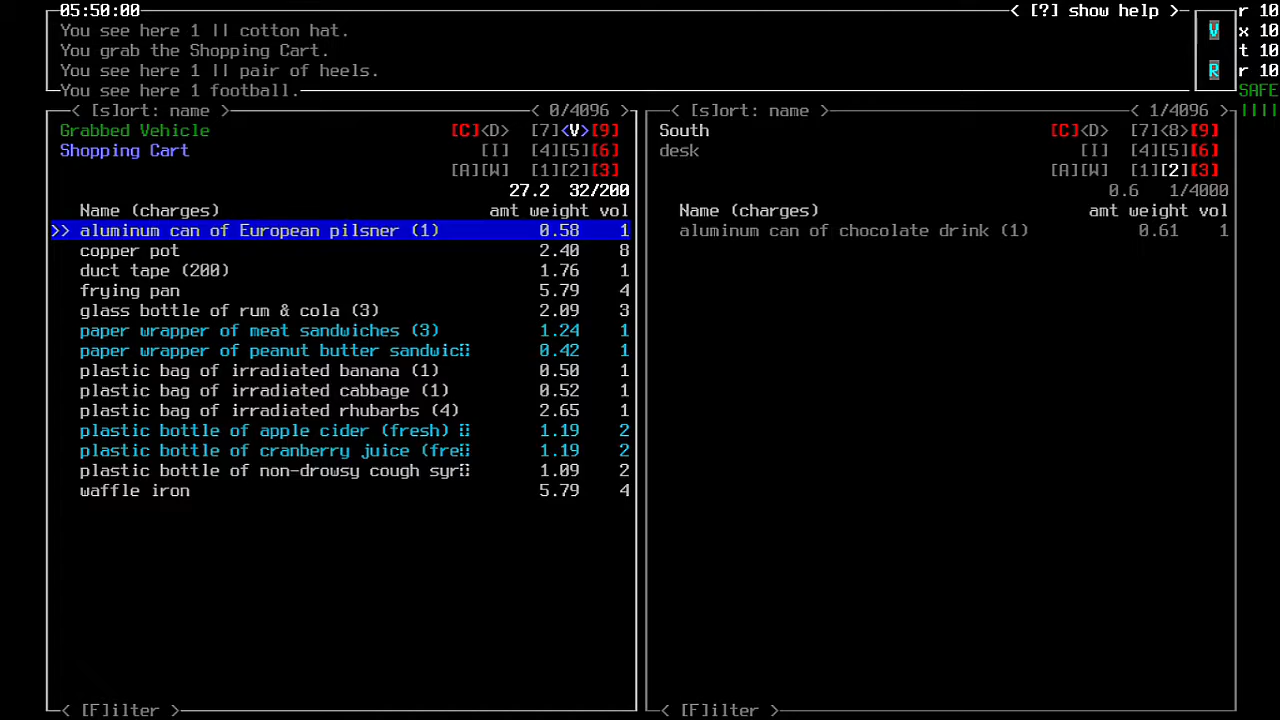 05:50:00
< [?] show help >
r 10
You see here 1 || cotton hat.
V
x 10
You grab the Shopping Cart.
t 10
You see here 1 || pair of heels.
R
r 10
You see here 1 football.
SAFE
< [s]ort: name >
< 0/4096 >
< [s]ort: name >
< 1/4096 >
||||
Grabbed Vehicle
[C]<D> [7]<V>[9]
South
[C]<D> [7]<8>[9]
Shopping Cart
[I] [4][5][6]
desk
[I] [4][5][6]
[A][W] [1][2][3]
[A][W] [1][2][3]
27.2 32/200
0.6 1/4000
Name (charges) amt weight vol
Name (charges) amt weight vol
>> aluminum can of European pilsner (1) 0.58 1
aluminum can of chocolate drink (1) 0.61 1
copper pot 2.40 8
duct tape (200) 1.76 1
frying pan 5.79 4
glass bottle of rum & cola (3) 2.09 3
paper wrapper of meat sandwiches (3) 1.24 1
paper wrapper of peanut butter sandwic 0.42 1
plastic bag of irradiated banana (1) 0.50 1
plastic bag of irradiated cabbage (1) 0.52 1
plastic bag of irradiated rhubarbs (4) 2.65 1
plastic bottle of apple cider (fresh) 1.19 2
plastic bottle of cranberry juice (fre 1.19 2
plastic bottle of non-drowsy cough syr 1.09 2
waffle iron 5.79 4
< [F]ilter >
< [F]ilter >